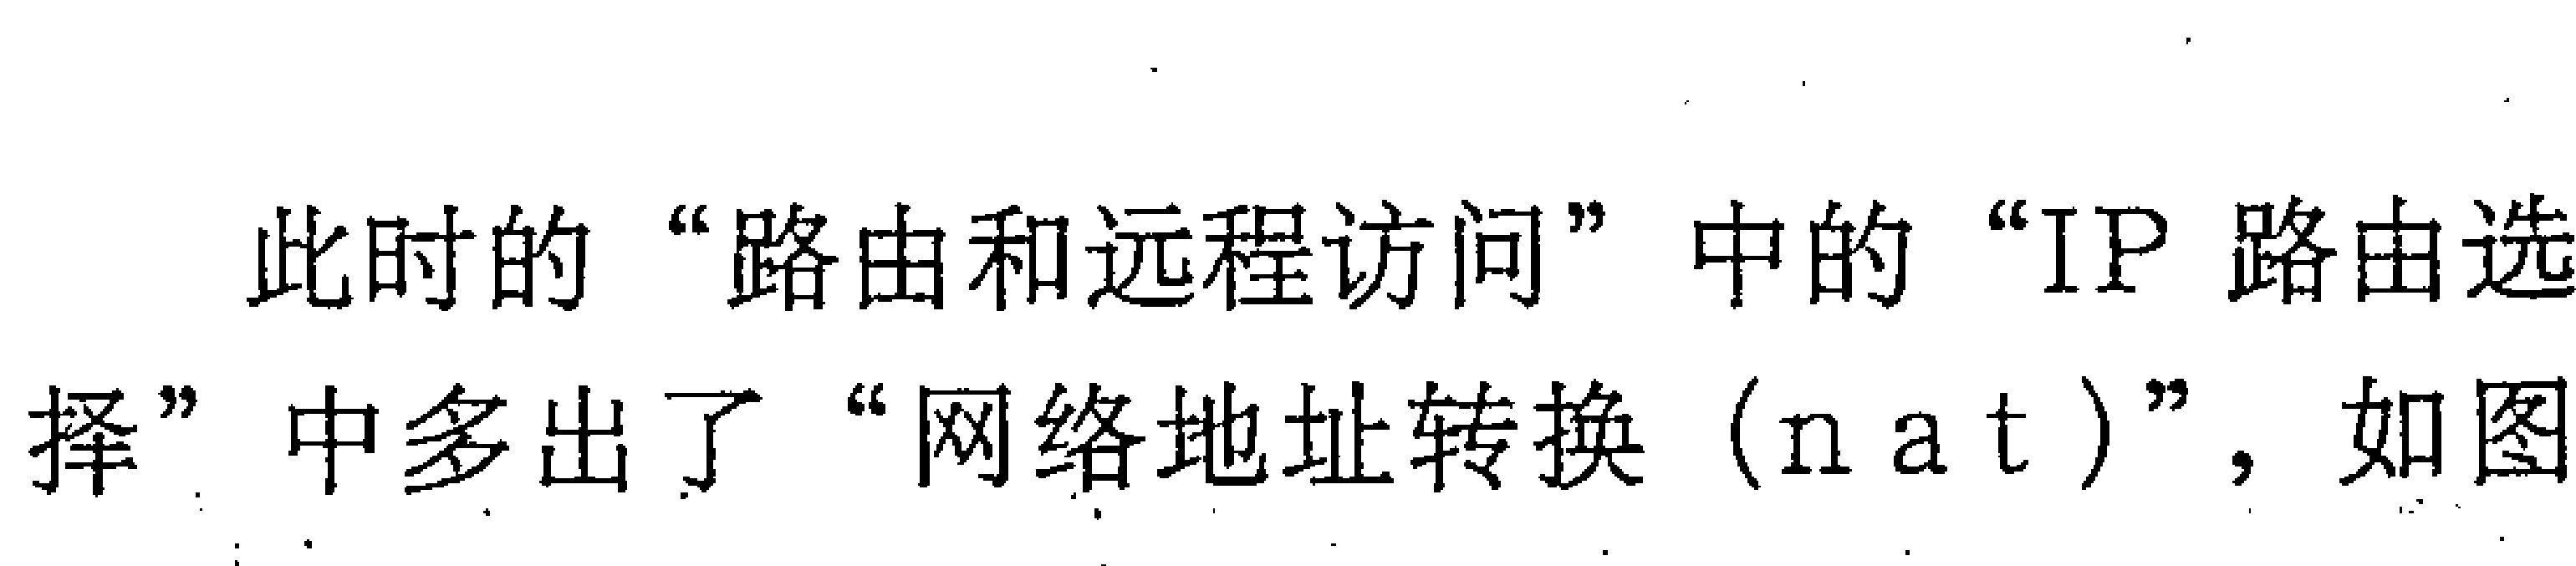 此时的“路由和远程访问”中的“IP 路由选
择”中多出了“网络地址转换(nat)”，如图